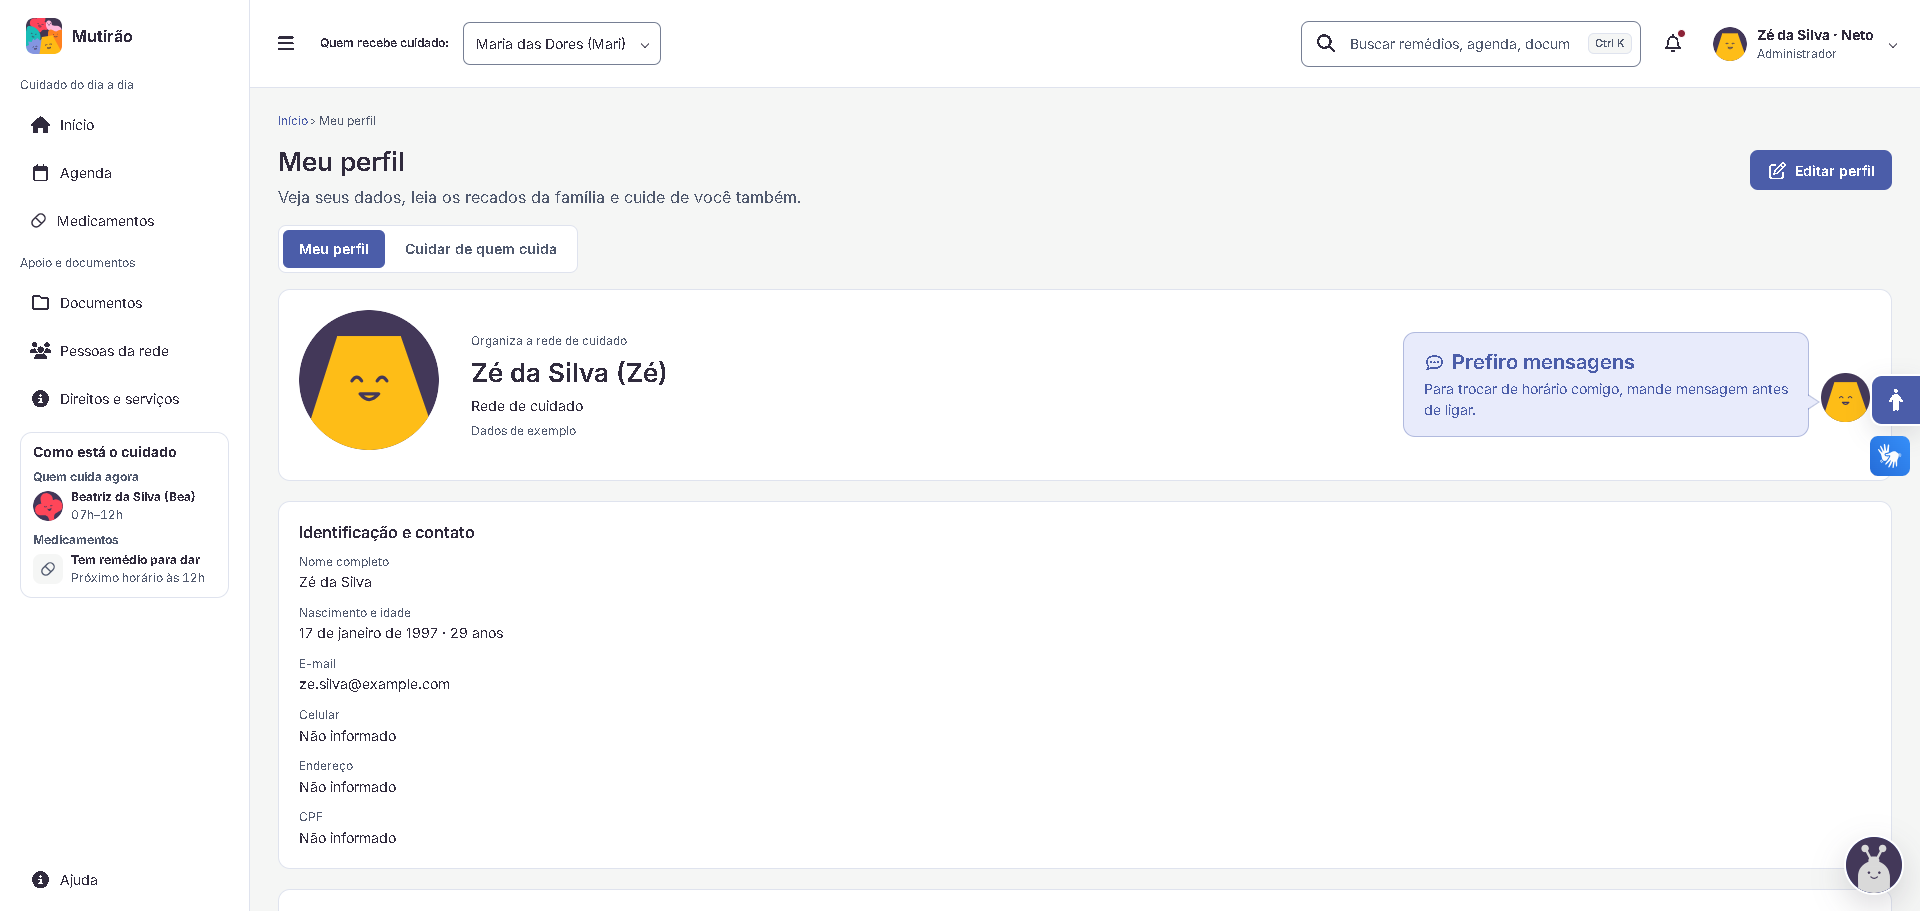 Mutirão
Cuidado do dia a dia
Início
Agenda
Medicamentos
Apoio e documentos
Documentos
Pessoas da rede
Direitos e serviços
Como está o cuidado
Quem cuida agora
Beatriz da Silva (Bea)
07h–12h
Medicamentos
Tem remédio para dar
Próximo horário às 12h
Ajuda
Quem recebe cuidado:
Maria das Dores (Mari)
Buscar remédios, agenda, docum
Ctrl K
Zé da Silva · Neto
Administrador
Início › Meu perfil
Meu perfil
Veja seus dados, leia os recados da família e cuide de você também.
Editar perfil
Meu perfil
Cuidar de quem cuida
Organiza a rede de cuidado
Zé da Silva (Zé)
Rede de cuidado
Dados de exemplo
Prefiro mensagens
Para trocar de horário comigo, mande mensagem antes
de ligar.
Identificação e contato
Nome completo
Zé da Silva
Nascimento e idade
17 de janeiro de 1997 · 29 anos
E-mail
ze.silva@example.com
Celular
Não informado
Endereço
Não informado
CPF
Não informado